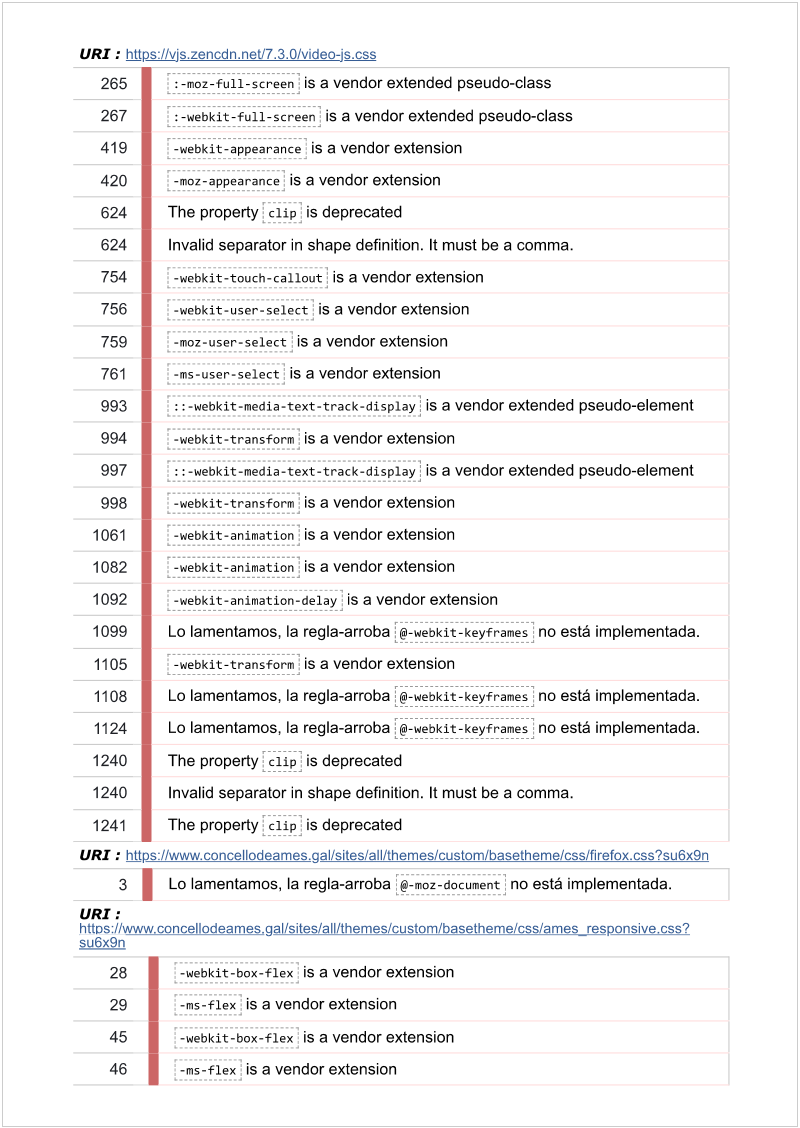 URI : https://vjs.zencdn.net/7.3.0/video-js.css
265 :-moz-full-screen is a vendor extended pseudo-class
267 :-webkit-full-screen is a vendor extended pseudo-class
419 -webkit-appearance is a vendor extension
420 -moz-appearance is a vendor extension
624 The property clip is deprecated
624 Invalid separator in shape definition. It must be a comma.
754 -webkit-touch-callout is a vendor extension
756 -webkit-user-select is a vendor extension
759 -moz-user-select is a vendor extension
761 -ms-user-select is a vendor extension
993 ::-webkit-media-text-track-display is a vendor extended pseudo-element
994 -webkit-transform is a vendor extension
997 ::-webkit-media-text-track-display is a vendor extended pseudo-element
998 -webkit-transform is a vendor extension
1061 -webkit-animation is a vendor extension
1082 -webkit-animation is a vendor extension
1092 -webkit-animation-delay is a vendor extension
1099 Lo lamentamos, la regla-arroba @-webkit-keyframes no está implementada.
1105 -webkit-transform is a vendor extension
1108 Lo lamentamos, la regla-arroba @-webkit-keyframes no está implementada.
1124 Lo lamentamos, la regla-arroba @-webkit-keyframes no está implementada.
1240 The property clip is deprecated
1240 Invalid separator in shape definition. It must be a comma.
1241 The property clip is deprecated
URI : https://www.concellodeames.gal/sites/all/themes/custom/basetheme/css/firefox.css?su6x9n
3 Lo lamentamos, la regla-arroba @-moz-document no está implementada.
URI :
https://www.concellodeames.gal/sites/all/themes/custom/basetheme/css/ames_responsive.css?
su6x9n
28 -webkit-box-flex is a vendor extension
29 -ms-flex is a vendor extension
45 -webkit-box-flex is a vendor extension
46 -ms-flex is a vendor extension